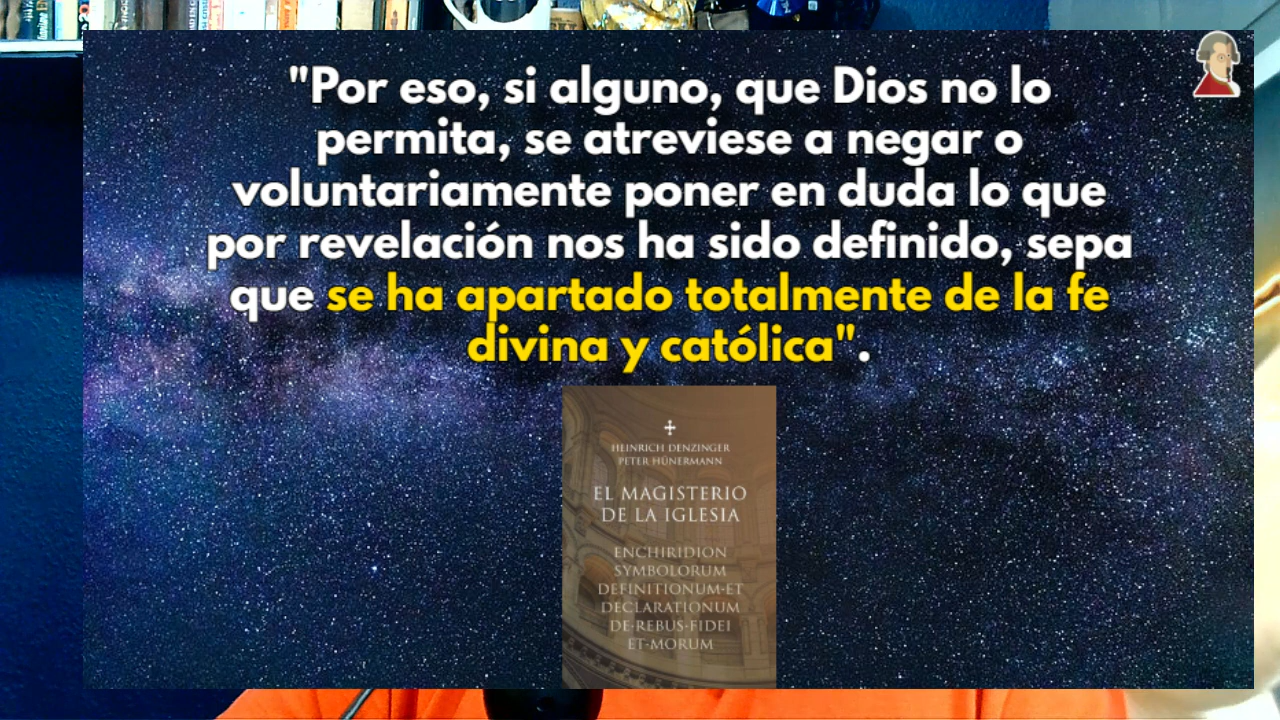 "Por eso, si alguno, que Dios no lo
permita, se atreviese a negar o
voluntariamente poner en duda lo que
por revelación nos ha sido definido, sepa
que se ha apartado totalmente de la fe
divina y católica".
HEINRICH DENZINGER
PETER HÜNERMANN
EL MAGISTERIO
DE LA IGLESIA
ENCHIRIDION
SYMBOLORUM
DEFINITIONUM·ET
DECLARATIONUM
DE·REBUS·FIDEI
ET·MORUM